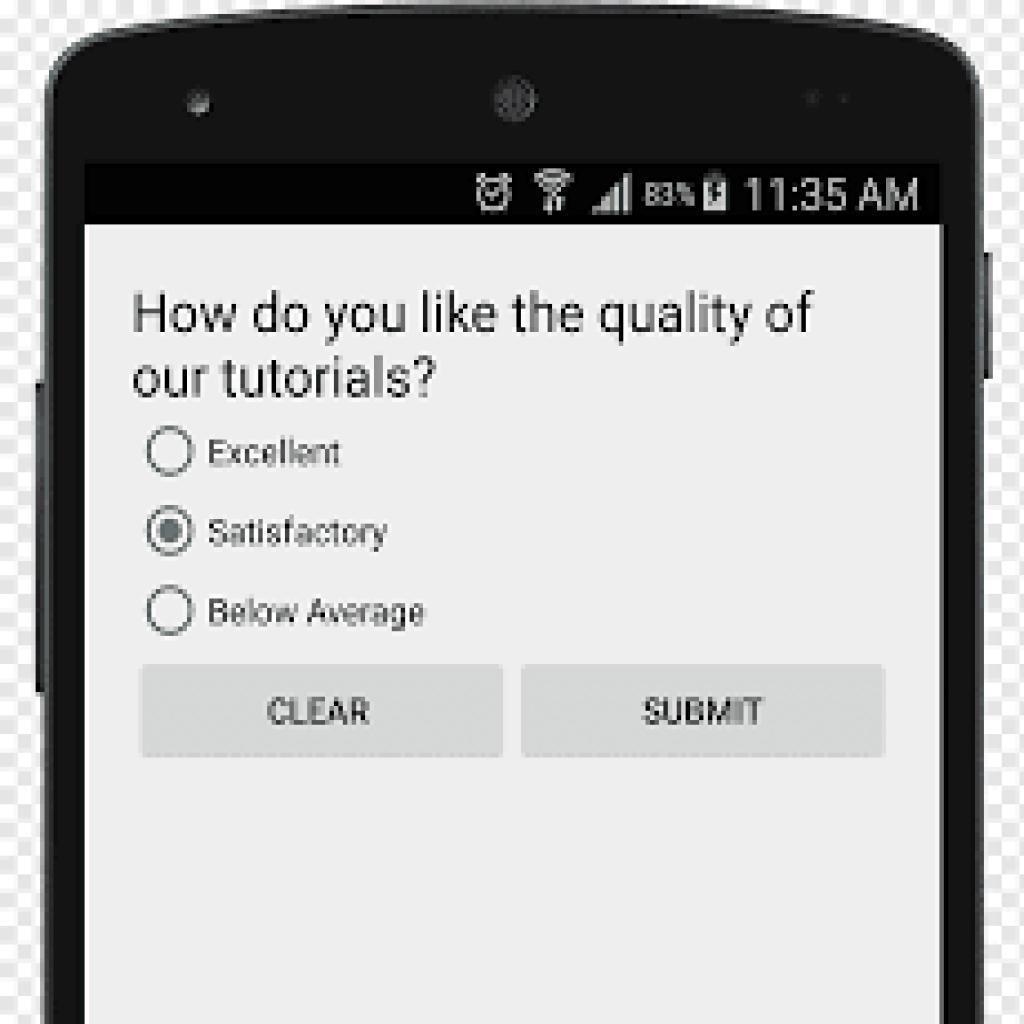 83% 11:35 AM
How do you like the quality of
our tutorials?
Excellent
Satisfactory
Below Average
CLEAR SUBMIT